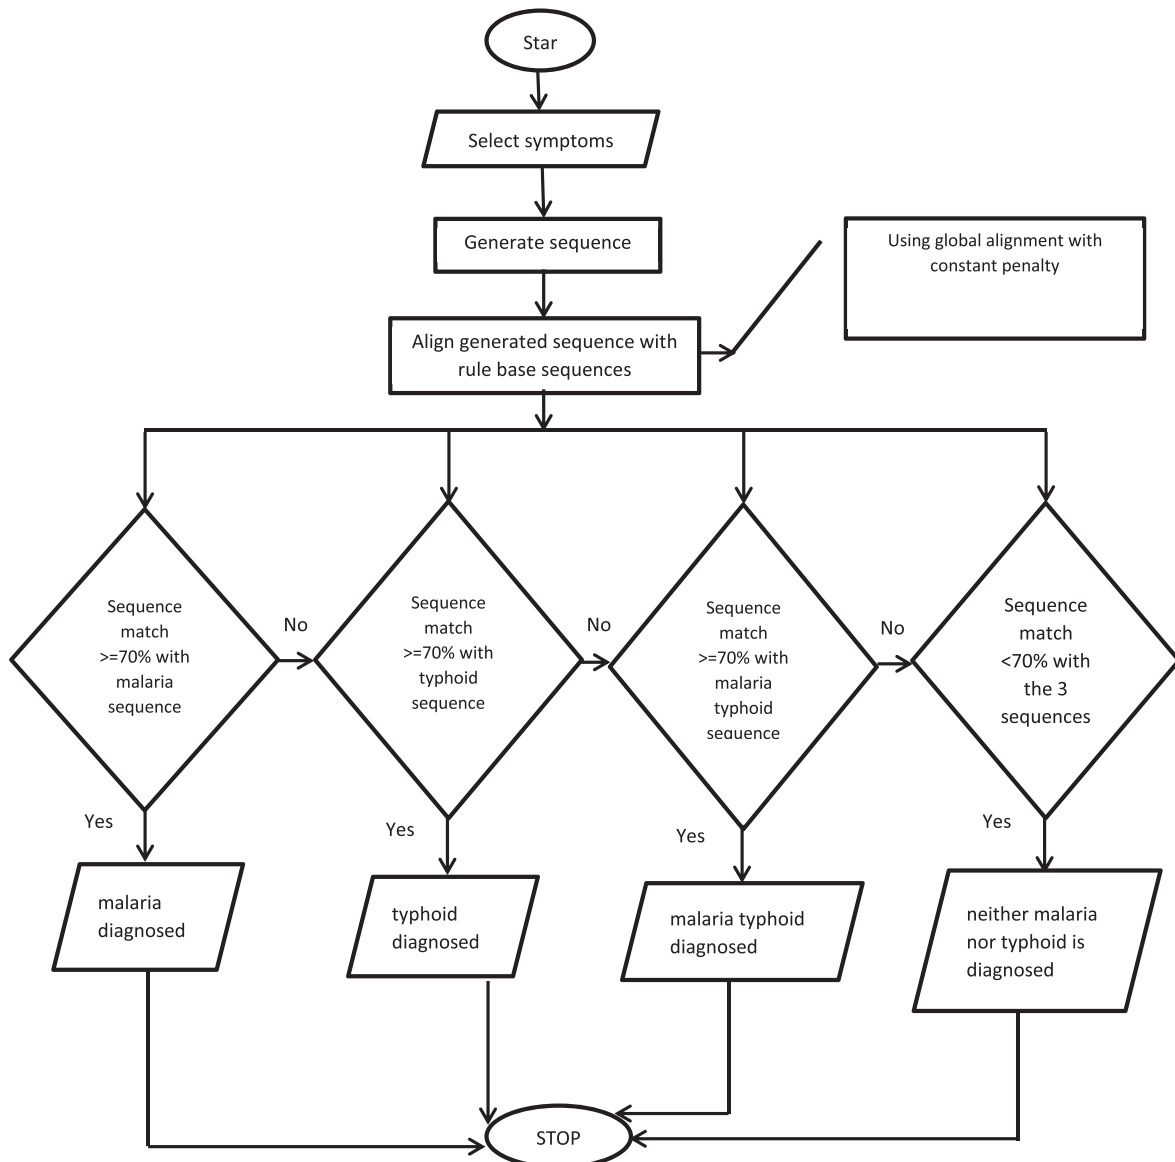 Star
Select symptoms
Generate sequence
Using global alignment with
constant penalty
Align generated sequence with
rule base sequences
Sequence
match
>=70% with
malaria
sequence
No
Sequence
match
>=70% with
typhoid
sequence
No
Sequence
match
>=70% with
malaria
typhoid
sequence
No
Sequence
match
<70% with
the 3
sequences
Yes
Yes
Yes
Yes
malaria
diagnosed
typhoid
diagnosed
malaria typhoid
diagnosed
neither malaria
nor typhoid is
diagnosed
STOP